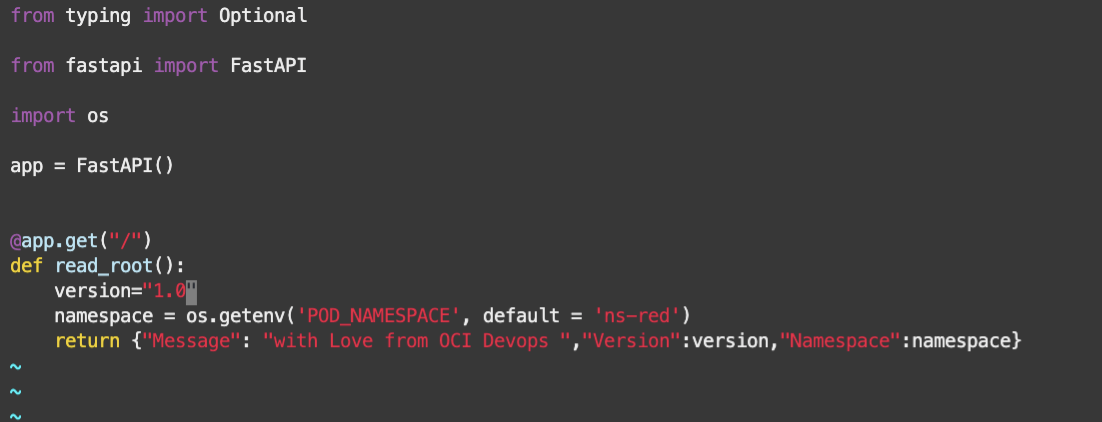 from typing import Optional
from fastapi import FastAPI
import os
app = FastAPI()
@app.get("/")
def read_root():
    version="1.0"
    namespace = os.getenv('POD_NAMESPACE', default = 'ns-red')
    return {"Message": "with Love from OCI Devops ","Version":version,"Namespace":namespace}
~
~
~